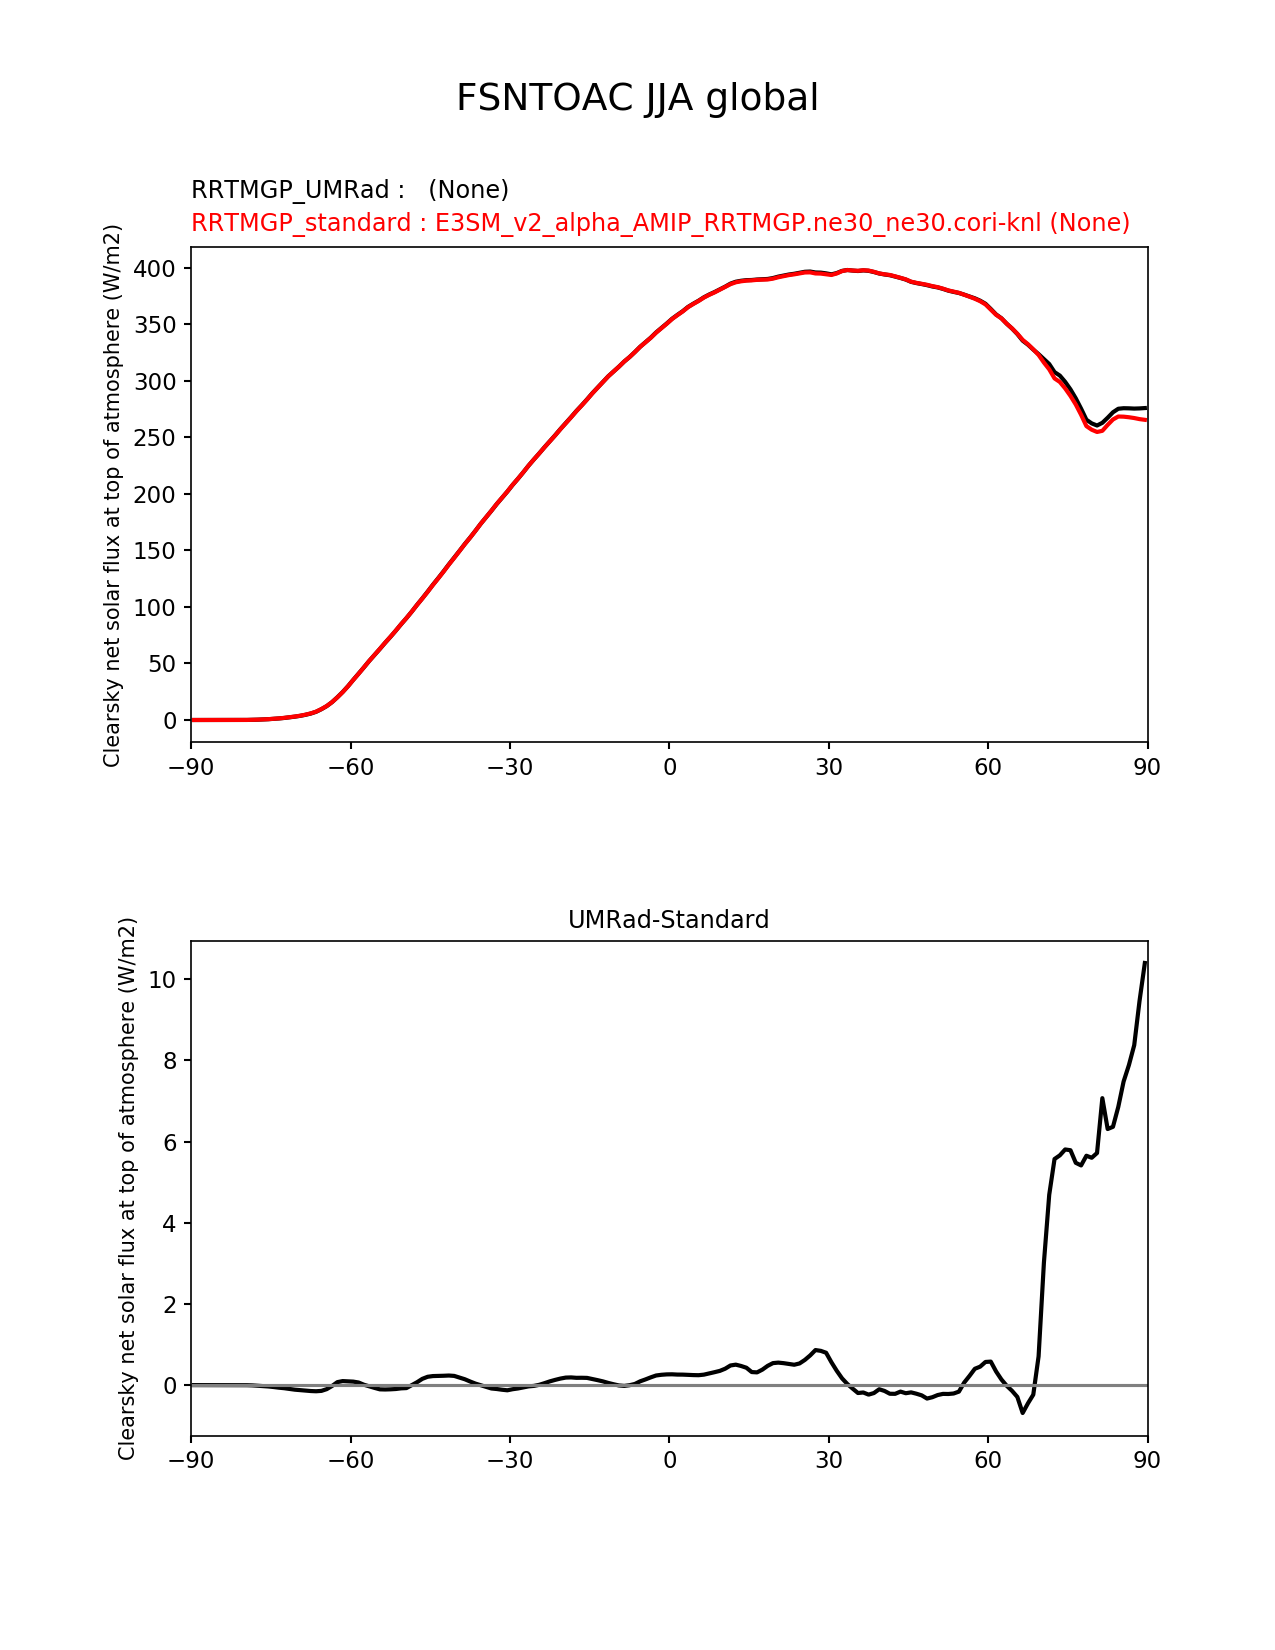 FSNTOAC JJA global
RRTMGP_UMRad :   (None)
RRTMGP_standard : E3SM_v2_alpha_AMIP_RRTMGP.ne30_ne30.cori-knl (None)
Clearsky net solar flux at top of atmosphere (W/m2)
400
350
300
250
200
150
100
50
0
−90 −60 −30 0 30 60 90
UMRad-Standard
Clearsky net solar flux at top of atmosphere (W/m2)
10
8
6
4
2
0
−90 −60 −30 0 30 60 90